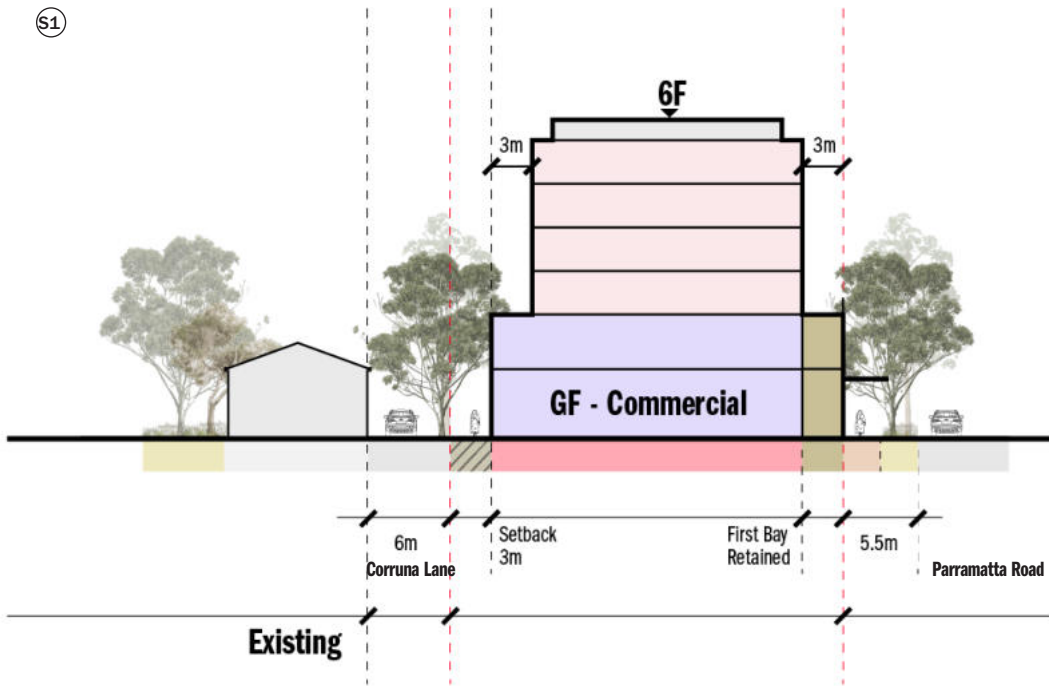 S1
6F
3m
3m
GF - Commercial
6m
Setback
3m
First Bay
Retained
5.5m
Corruna Lane
Parramatta Road
Existing